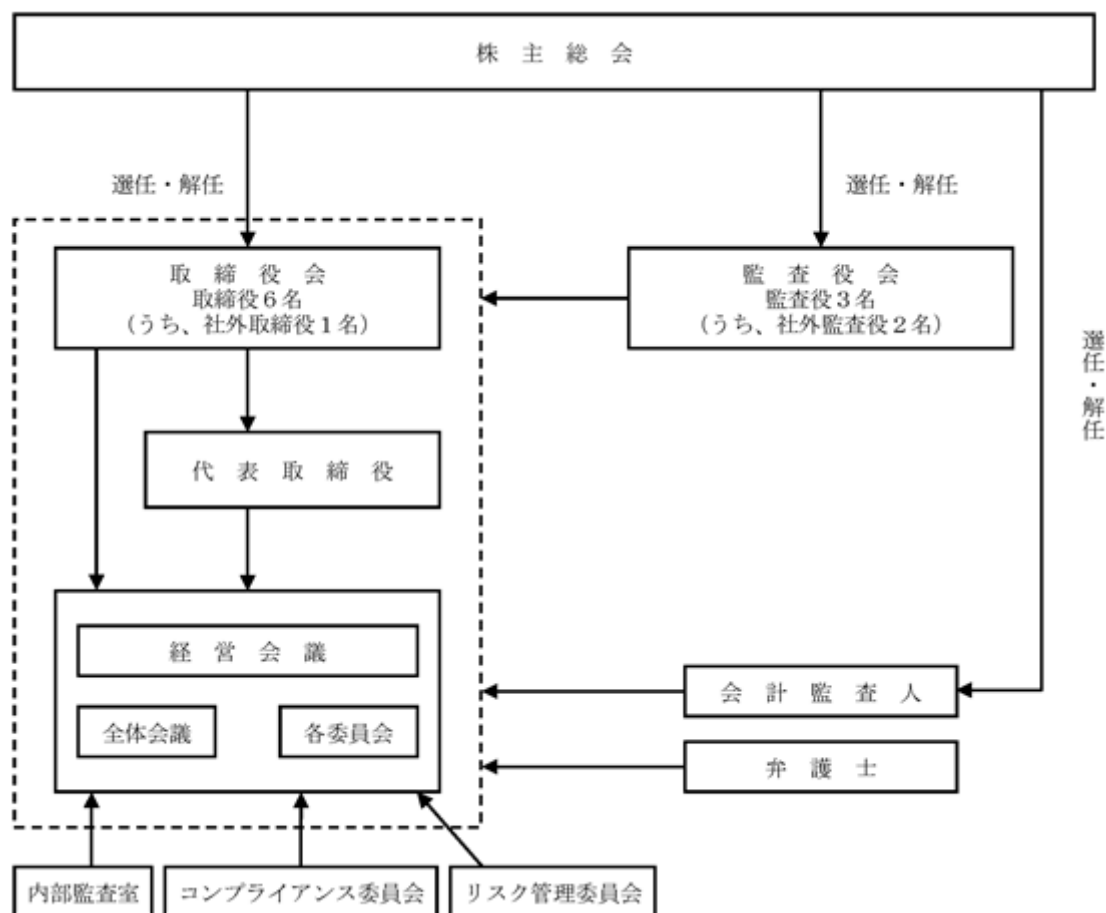 株主総会
選任・解任
選任・解任
取締役会
取締役6名
(うち、社外取締役1名)
監査役会
監査役3名
(うち、社外監査役2名)
選任・解任
代表取締役
経営会議
全体会議
各委員会
会計監査人
弁護士
内部監査室
コンプライアンス委員会
リスク管理委員会